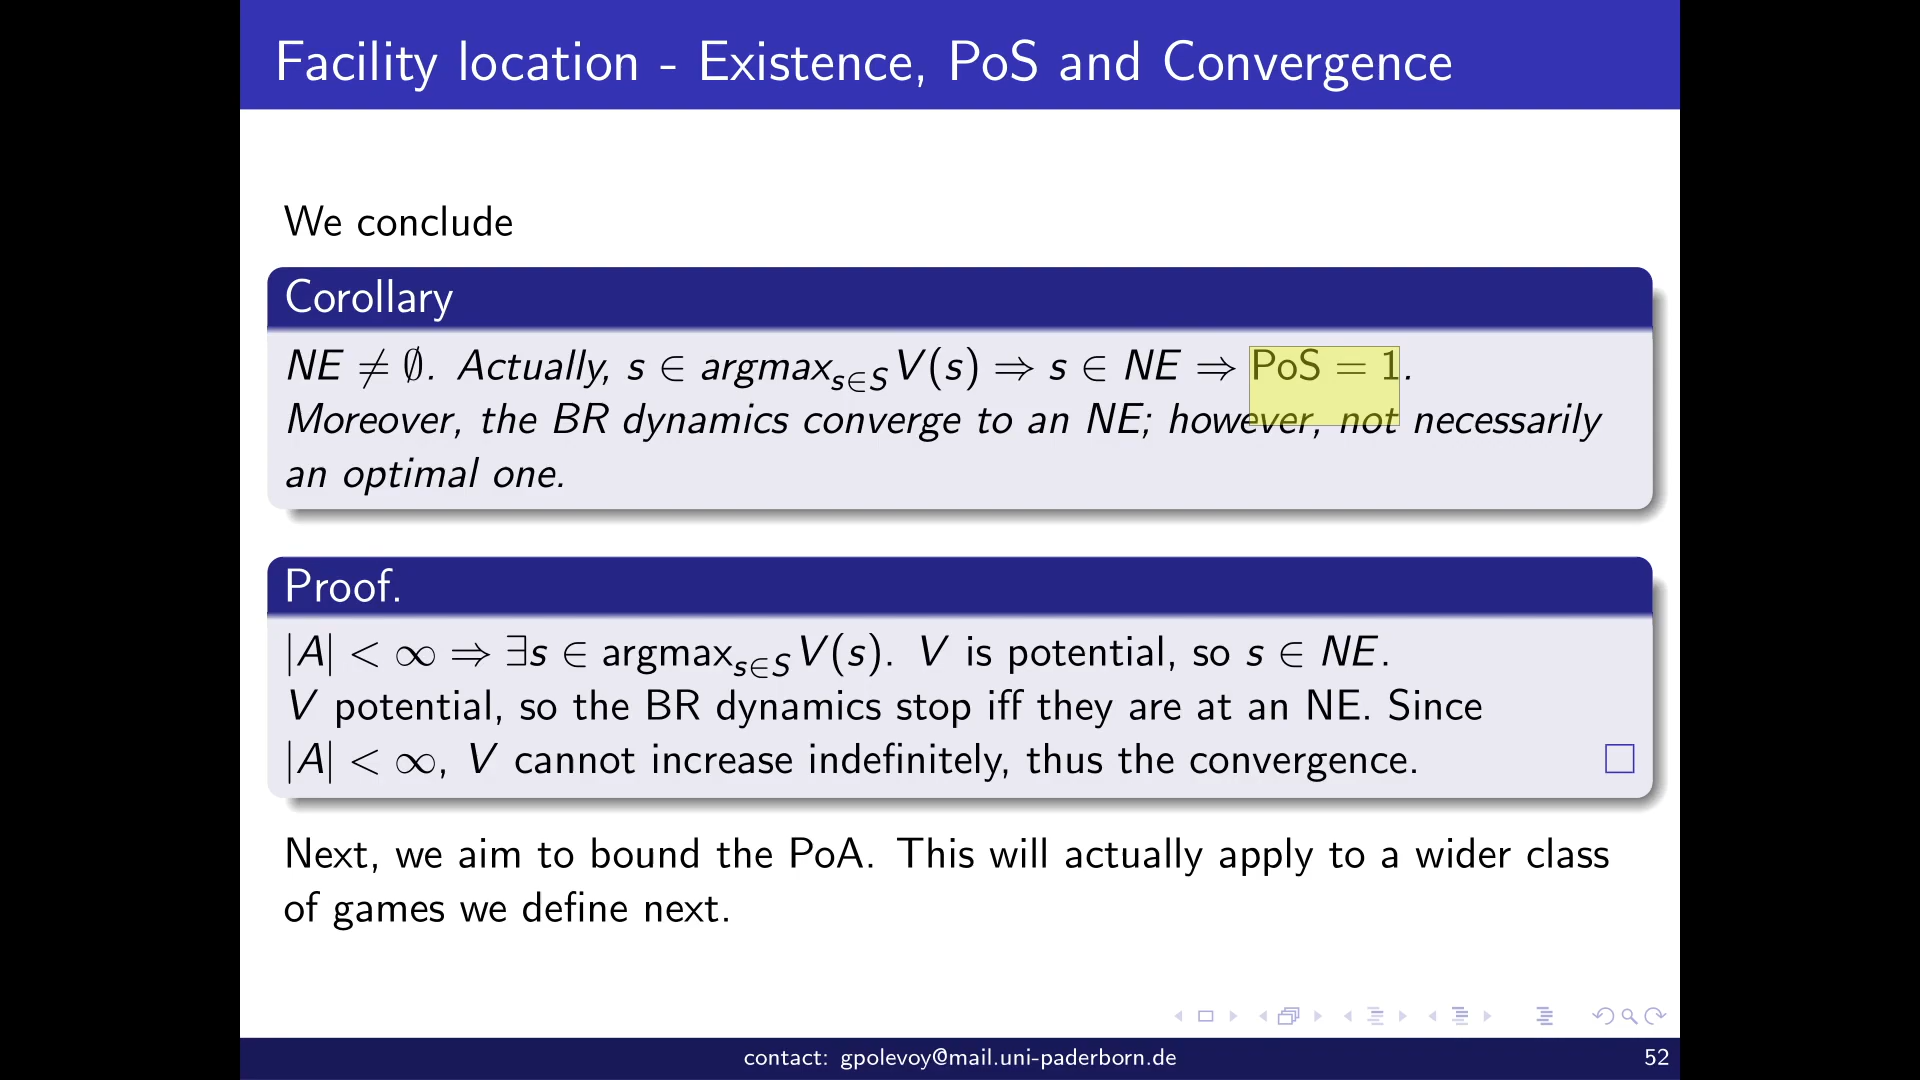 Facility location - Existence, PoS and Convergence
We conclude
Corollary
NE ≠ ∅. Actually, s ∈ argmax_{s∈S} V(s) ⇒ s ∈ NE ⇒ PoS = 1.
Moreover, the BR dynamics converge to an NE; however, not necessarily
an optimal one.
Proof.
|A| < ∞ ⇒ ∃s ∈ argmax_{s∈S} V(s). V is potential, so s ∈ NE.
V potential, so the BR dynamics stop iff they are at an NE. Since
|A| < ∞, V cannot increase indefinitely, thus the convergence. □
Next, we aim to bound the PoA. This will actually apply to a wider class
of games we define next.
contact: gpolevoy@mail.uni-paderborn.de 52